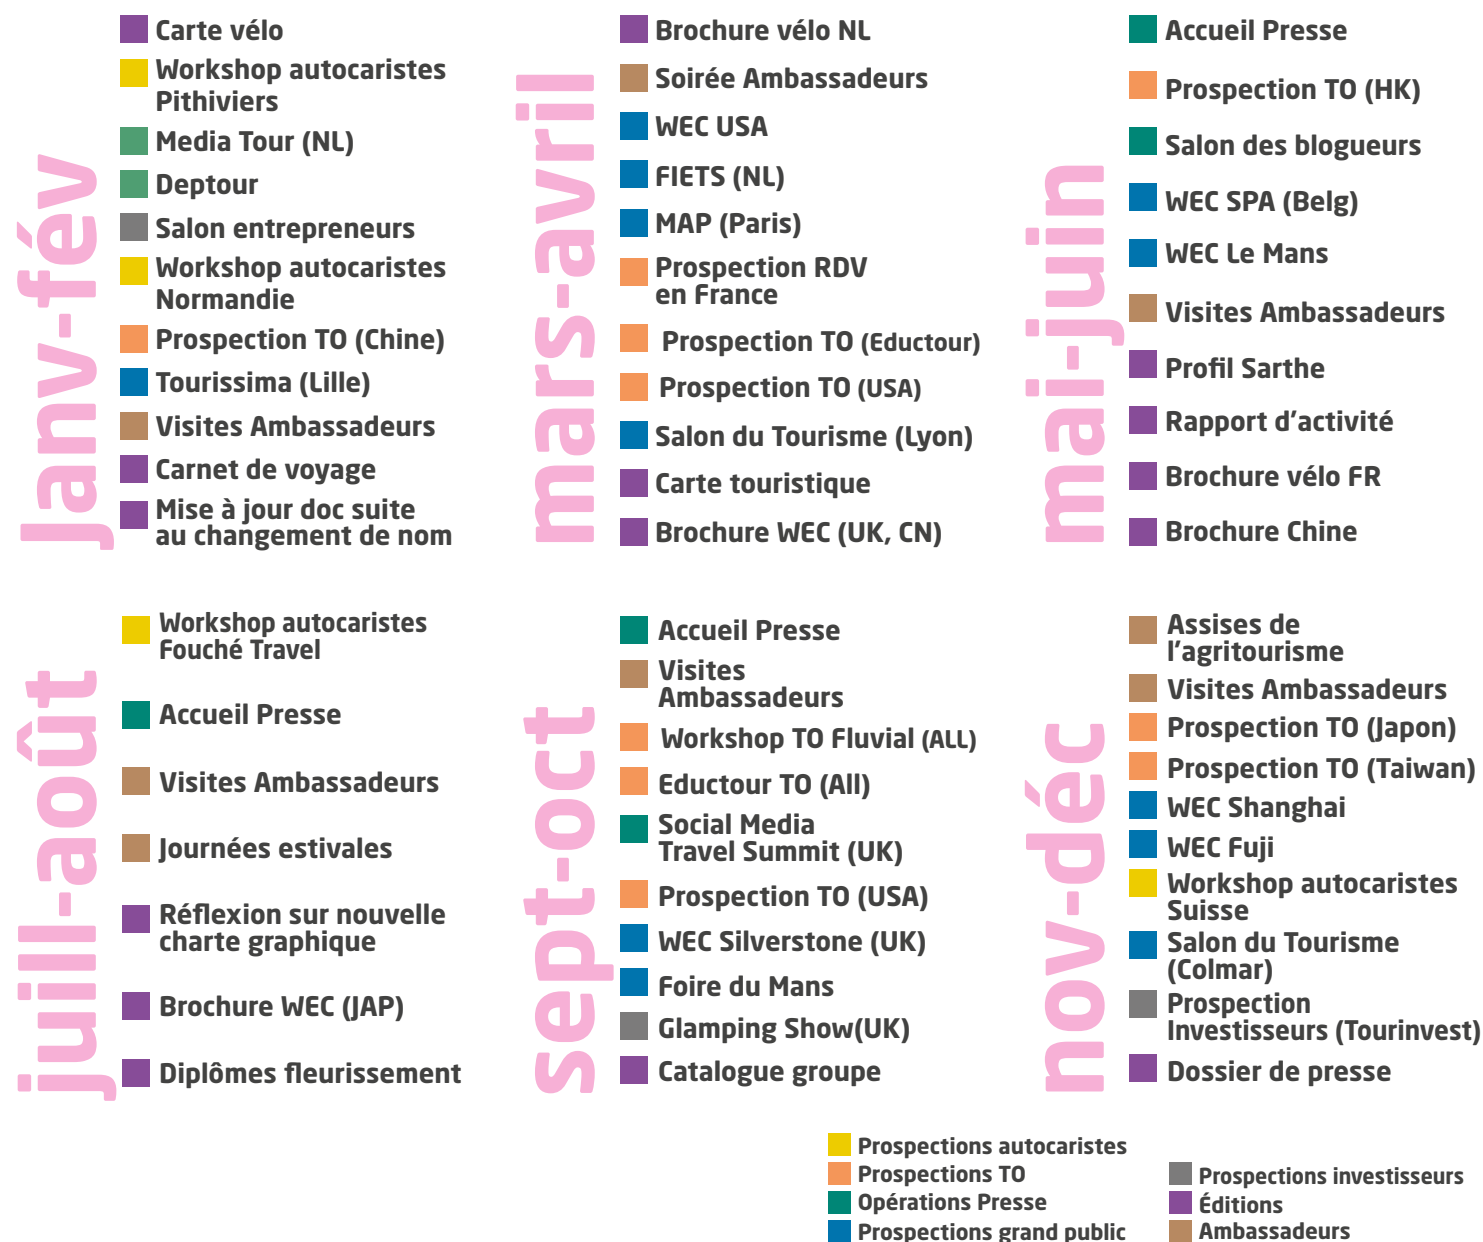 Janv-fév
Carte vélo
Workshop autocaristes
Pithiviers
Media Tour (NL)
Deptour
Salon entrepreneurs
Workshop autocaristes
Normandie
Prospection TO (Chine)
Tourissima (Lille)
Visites Ambassadeurs
Carnet de voyage
Mise à jour doc suite
au changement de nom
mars-avril
Brochure vélo NL
Soirée Ambassadeurs
WEC USA
FIETS (NL)
MAP (Paris)
Prospection RDV
en France
Prospection TO (Eductour)
Prospection TO (USA)
Salon du Tourisme (Lyon)
Carte touristique
Brochure WEC (UK, CN)
mai-juin
Accueil Presse
Prospection TO (HK)
Salon des blogueurs
WEC SPA (Belg)
WEC Le Mans
Visites Ambassadeurs
Profil Sarthe
Rapport d'activité
Brochure vélo FR
Brochure Chine
juill-août
Workshop autocaristes
Fouché Travel
Accueil Presse
Visites Ambassadeurs
Journées estivales
Réflexion sur nouvelle
charte graphique
Brochure WEC (JAP)
Diplômes fleurissement
sept-oct
Accueil Presse
Visites
Ambassadeurs
Workshop TO Fluvial (ALL)
Eductour TO (All)
Social Media
Travel Summit (UK)
Prospection TO (USA)
WEC Silverstone (UK)
Foire du Mans
Glamping Show(UK)
Catalogue groupe
nov-déc
Assises de
l'agritourisme
Visites Ambassadeurs
Prospection TO (Japon)
Prospection TO (Taiwan)
WEC Shanghai
WEC Fuji
Workshop autocaristes
Suisse
Salon du Tourisme
(Colmar)
Prospection
Investisseurs (Tourinvest)
Dossier de presse
Prospections autocaristes
Prospections TO
Opérations Presse
Prospections grand public
Prospections investisseurs
Éditions
Ambassadeurs